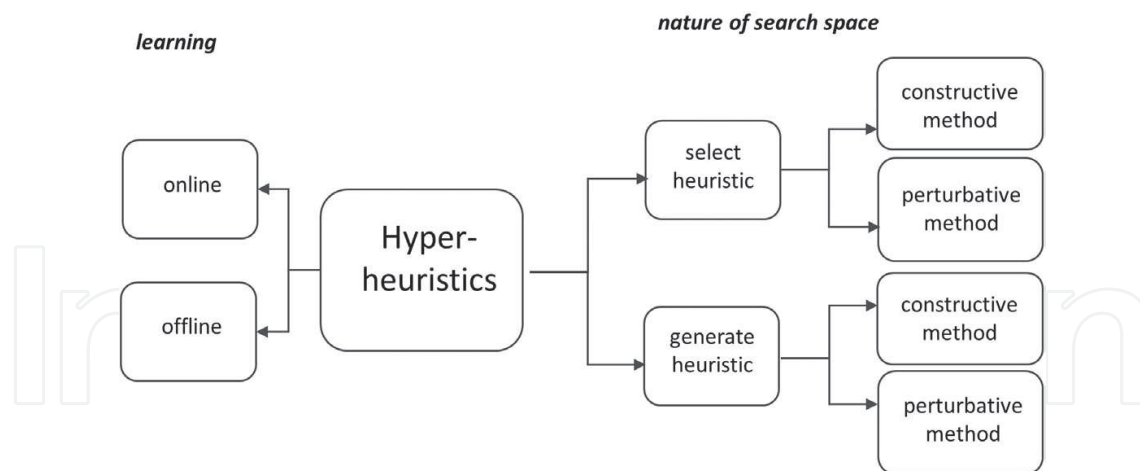 learning
nature of search space
online
offline
Hyper-
heuristics
select
heuristic
generate
heuristic
constructive
method
perturbative
method
constructive
method
perturbative
method